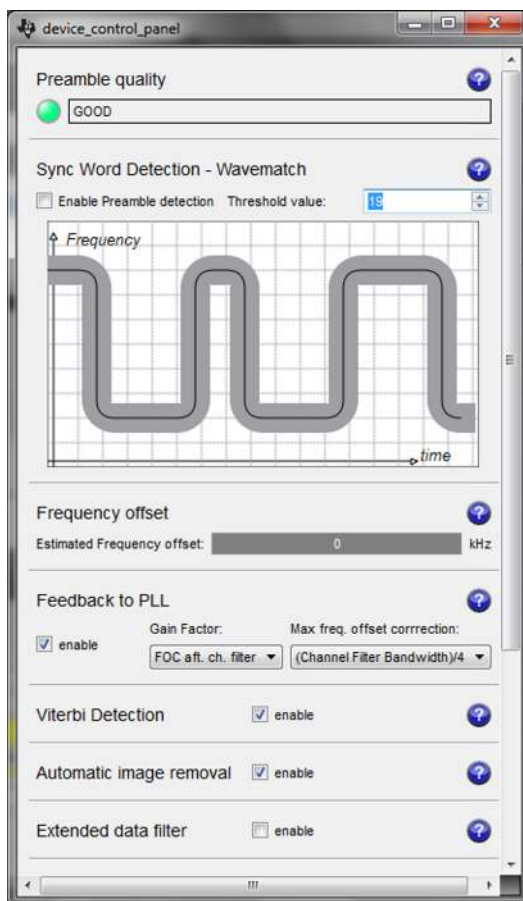 device_control_panel
Preamble quality
GOOD
Sync Word Detection - Wavematch
Enable Preamble detection Threshold value: 19
Frequency
time
Frequency offset
Estimated Frequency offset: 0 kHz
Feedback to PLL
Gain Factor: Max freq. offset corrrection:
enable FOC aft. ch. filter (Channel Filter Bandwidth)/4
Viterbi Detection enable
Automatic image removal enable
Extended data filter enable